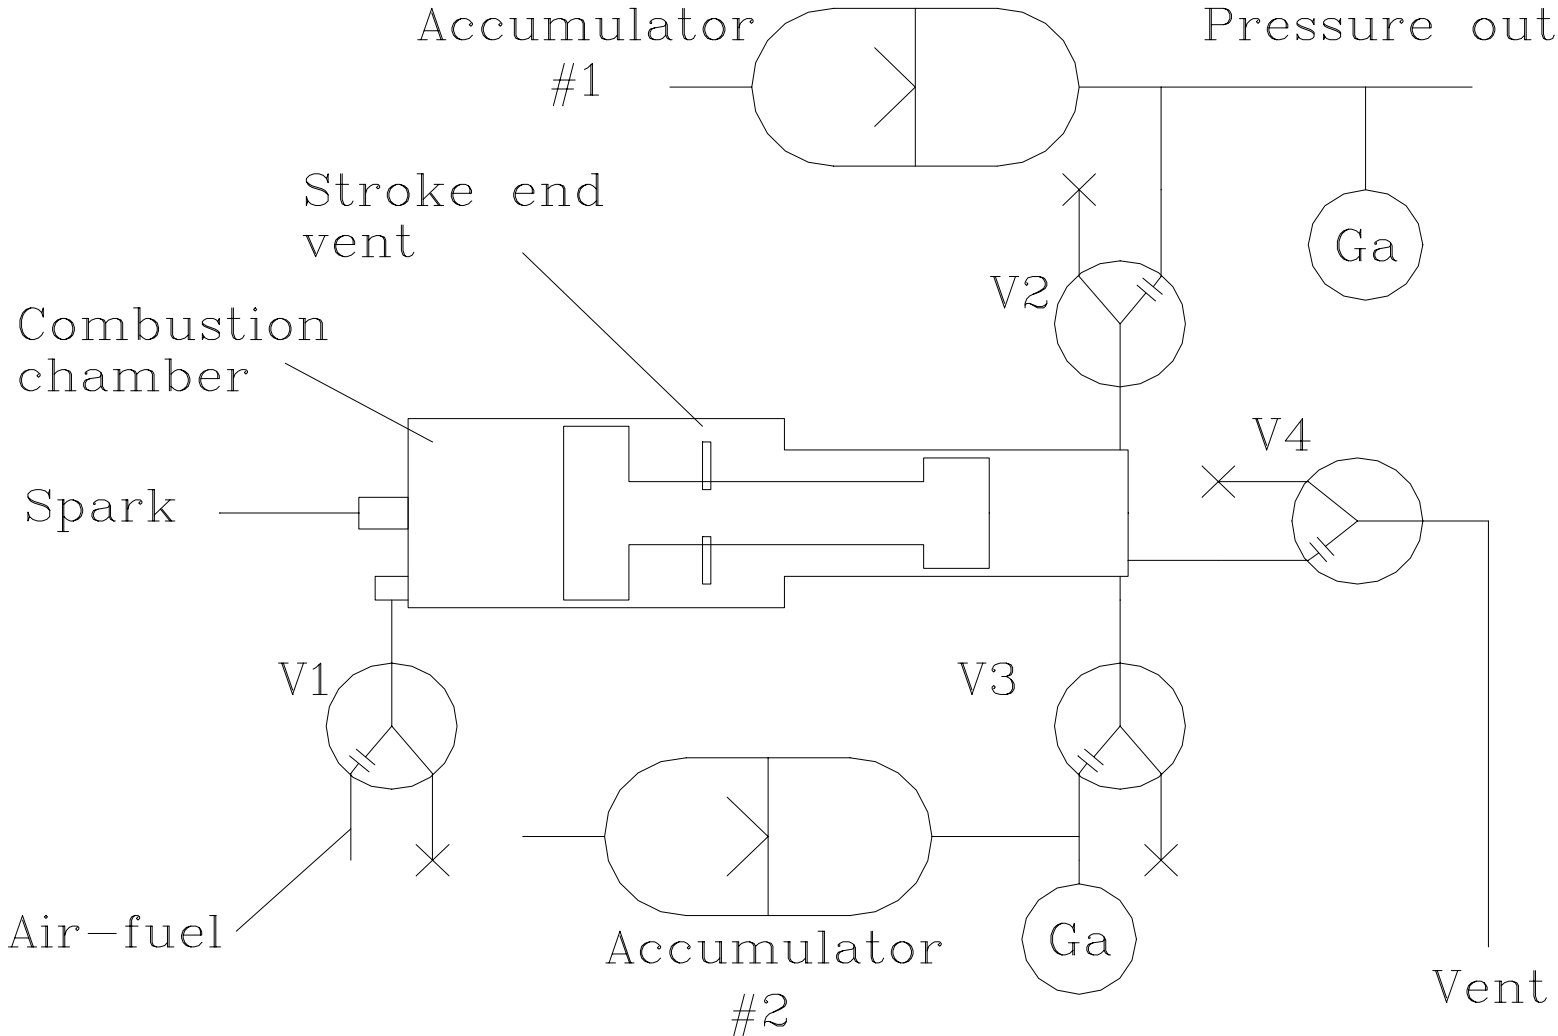 Accumulator
#1
Pressure out
Stroke end
vent
Ga
V2
Combustion
chamber
V4
Spark
V1
V3
Air-fuel
Accumulator
#2
Ga
Vent